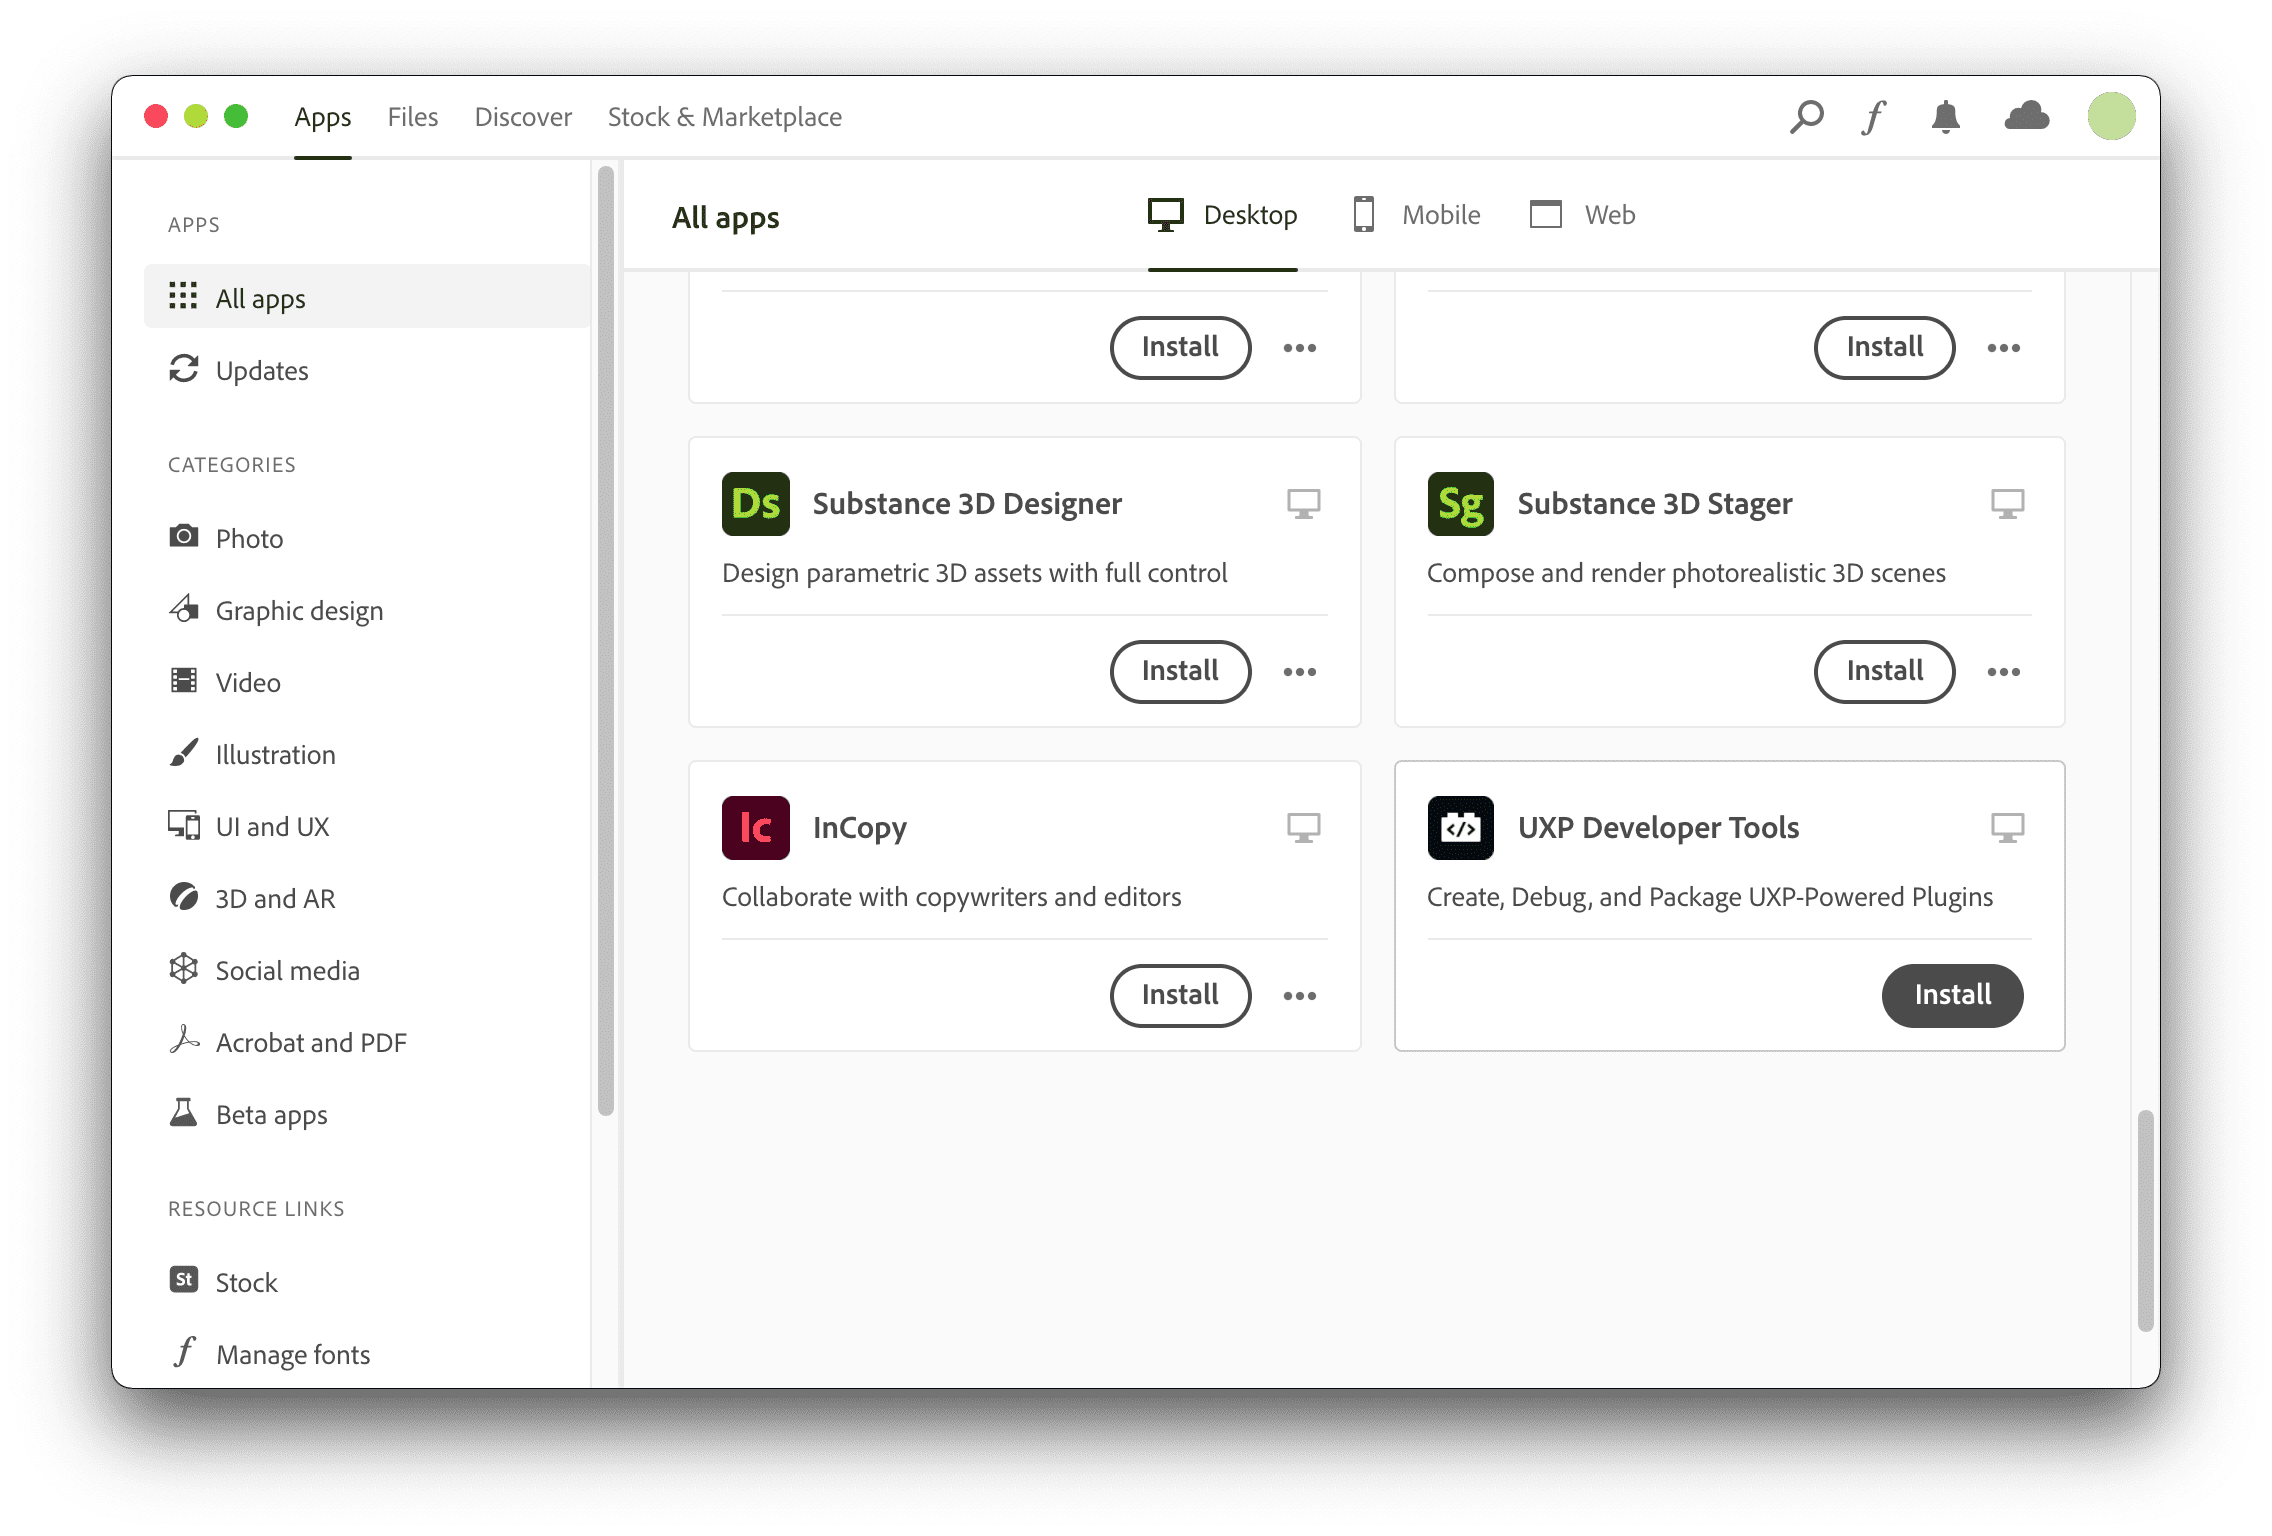 Apps Files Discover Stock & Marketplace
APPS
All apps
Updates
CATEGORIES
Photo
Graphic design
Video
Illustration
UI and UX
3D and AR
Social media
Acrobat and PDF
Beta apps
RESOURCE LINKS
St Stock
Manage fonts
All apps Desktop Mobile Web
Install
Install
Ds Substance 3D Designer
Design parametric 3D assets with full control
Install
Sg Substance 3D Stager
Compose and render photorealistic 3D scenes
Install
Ic InCopy
Collaborate with copywriters and editors
Install
</> UXP Developer Tools
Create, Debug, and Package UXP-Powered Plugins
Install